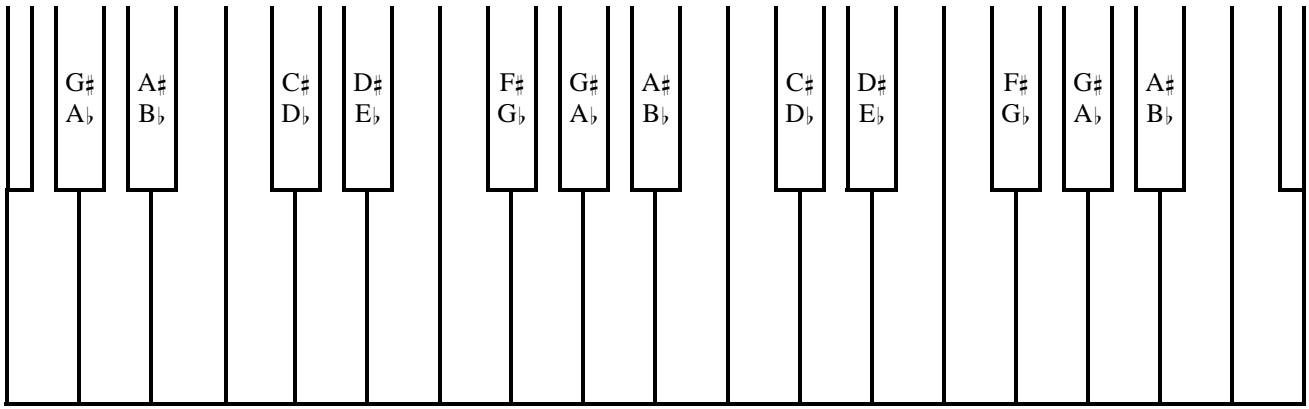 G♯ A♯ C♯ D♯ F♯ G♯ A♯ C♯ D♯ F♯ G♯ A♯
A♭ B♭ D♭ E♭ G♭ A♭ B♭ D♭ E♭ G♭ A♭ B♭